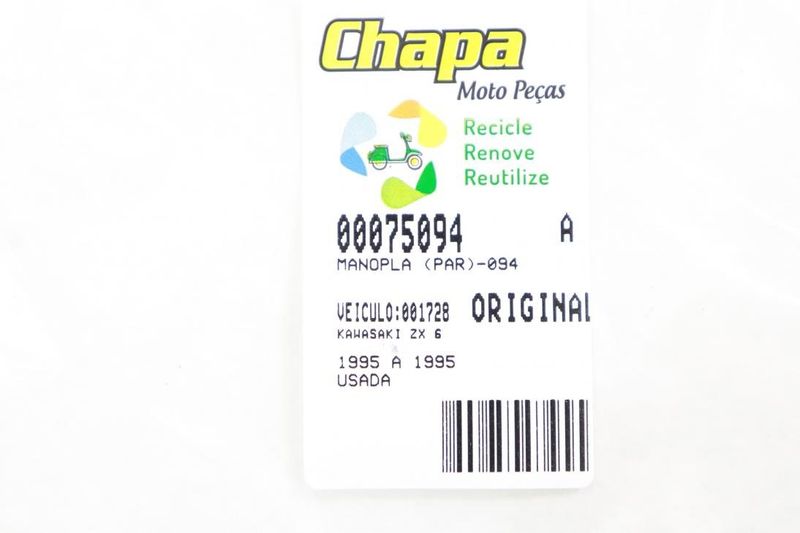 Chapa
Moto Peças
Recicle
Renove
Reutilize
00075094 A
MANOPLA (PAR)-094
VEICULO:001728 ORIGINAL
KAWASAKI ZX 6
1995 A 1995
USADA